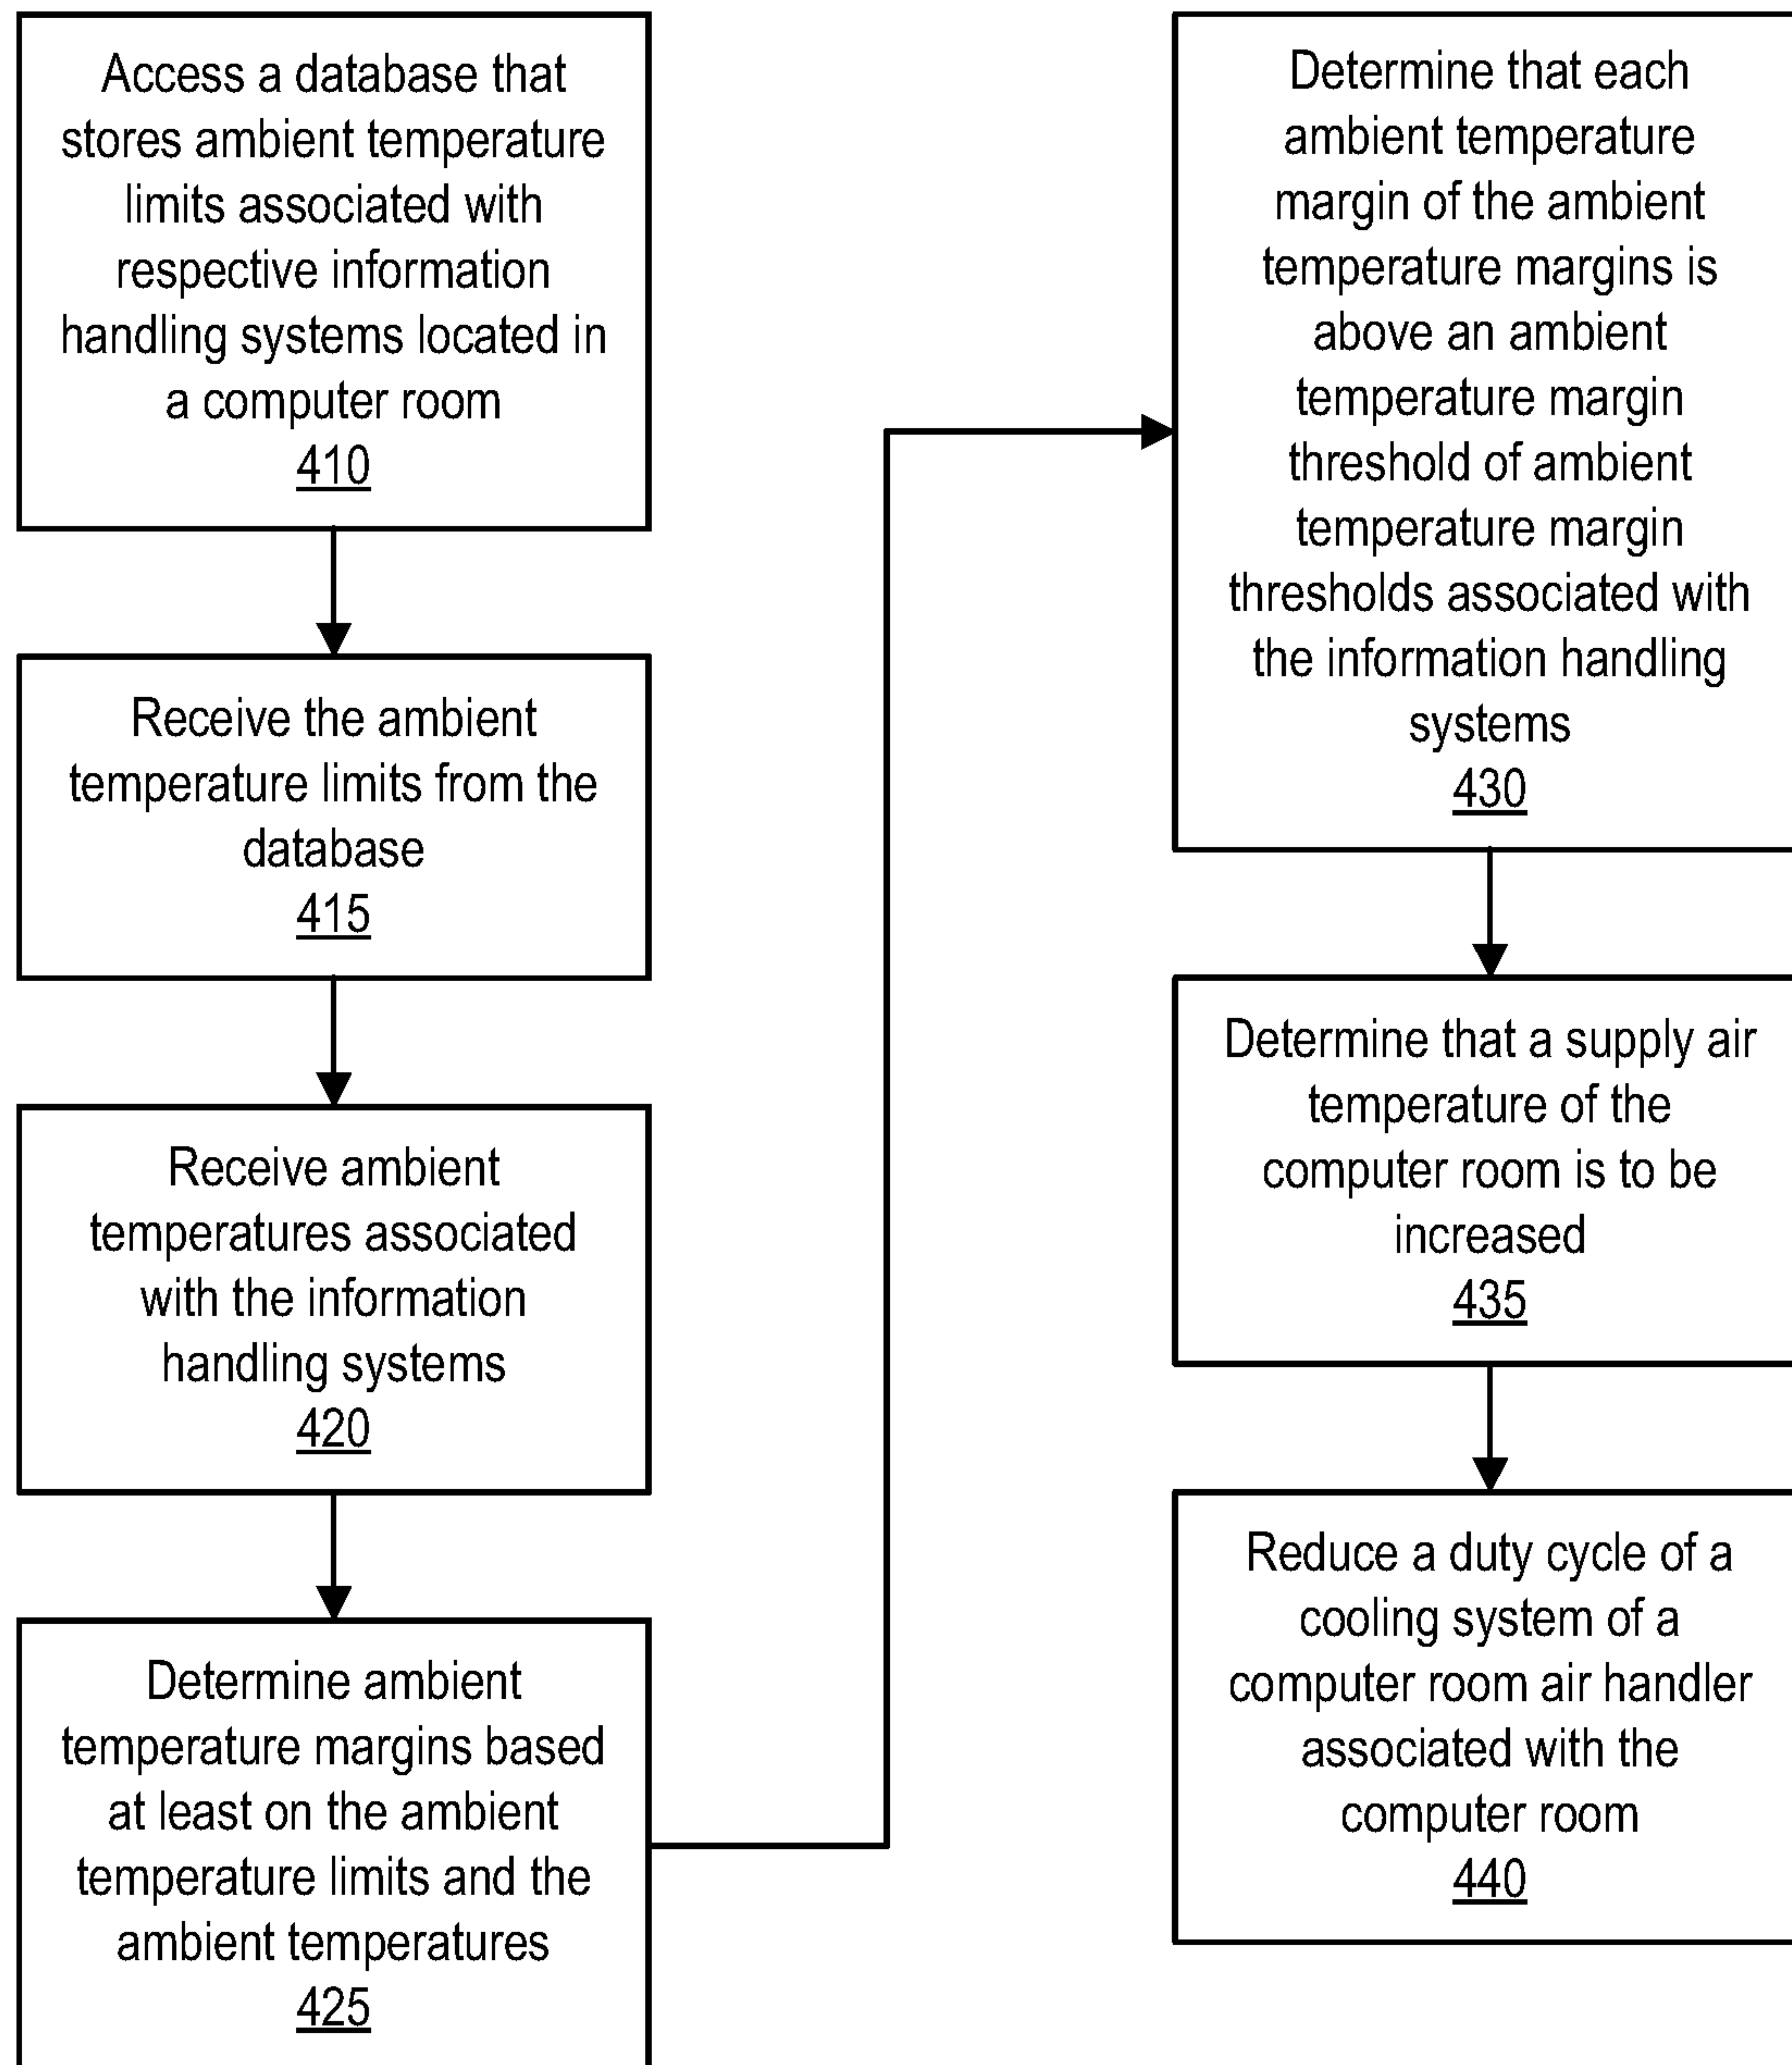 Access a database that
stores ambient temperature
limits associated with
respective information
handling systems located in
a computer room
410
Receive the ambient
temperature limits from the
database
415
Receive ambient
temperatures associated
with the information
handling systems
420
Determine ambient
temperature margins based
at least on the ambient
temperature limits and the
ambient temperatures
425
Determine that each
ambient temperature
margin of the ambient
temperature margins is
above an ambient
temperature margin
threshold of ambient
temperature margin
thresholds associated with
the information handling
systems
430
Determine that a supply air
temperature of the
computer room is to be
increased
435
Reduce a duty cycle of a
cooling system of a
computer room air handler
associated with the
computer room
440